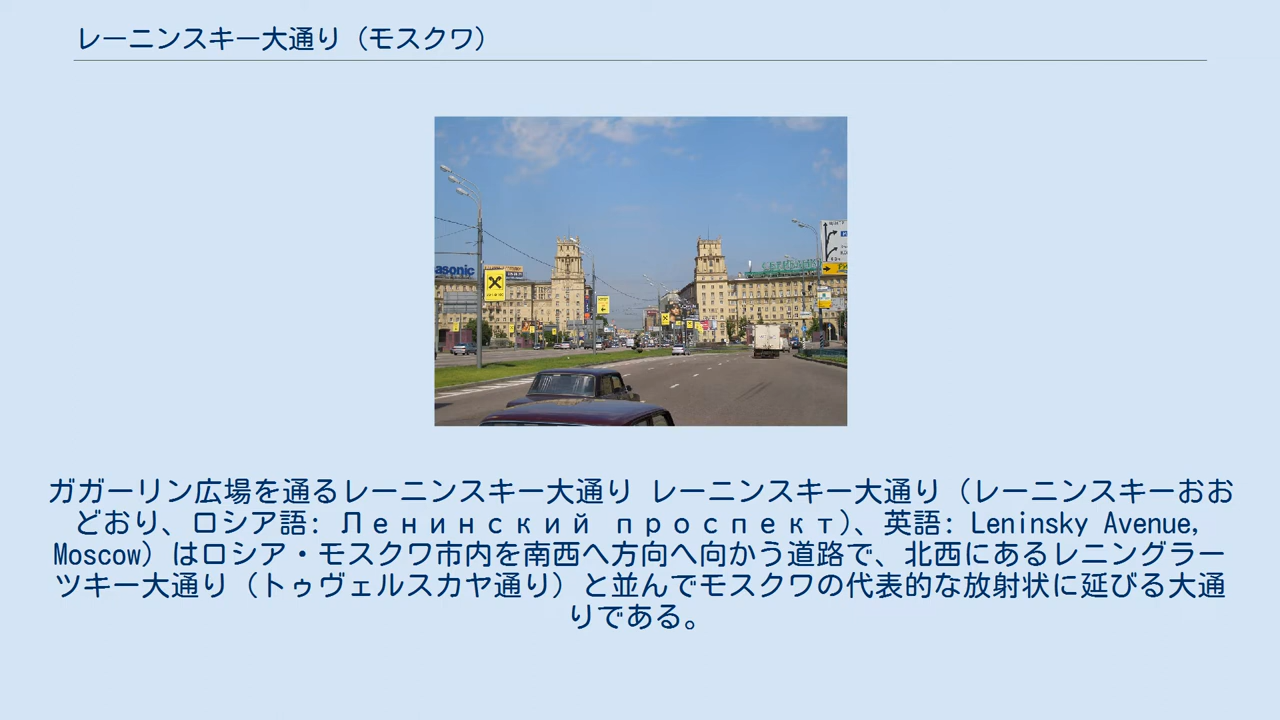 レーニンスキー大通り（モスクワ）
asonic
ガガーリン広場を通るレーニンスキー大通り レーニンスキー大通り（レーニンスキーおお
どおり、ロシア語: Ленинский проспект)、英語: Leninsky Avenue,
Moscow）はロシア・モスクワ市内を南西へ方向へ向かう道路で、北西にあるレニングラー
ツキー大通り（トゥヴェルスカヤ通り）と並んでモスクワの代表的な放射状に延びる大通
りである。